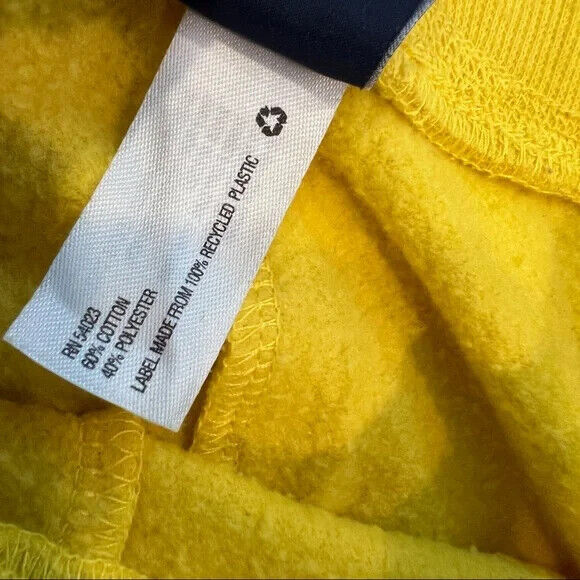 RN 54023
60% COTTON
40% POLYESTER
LABEL MADE FROM 100% RECYCLED PLASTIC